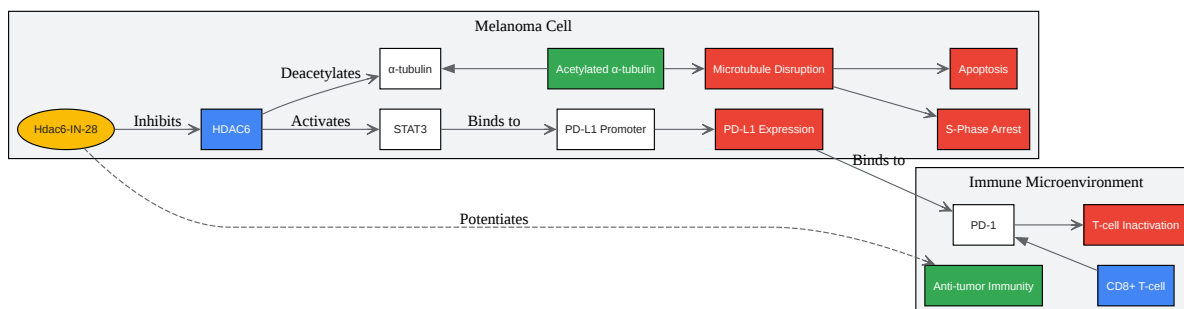 Melanoma Cell
Deacetylates
α-tubulin
Acetylated α-tubulin
Microtubule Disruption
Apoptosis
Hdac6-IN-28
Inhibits
HDAC6
Activates
STAT3
Binds to
PD-L1 Promoter
PD-L1 Expression
S-Phase Arrest
Binds to
Immune Microenvironment
Potentiates
PD-1
T-cell Inactivation
Anti-tumor Immunity
CD8+ T-cell